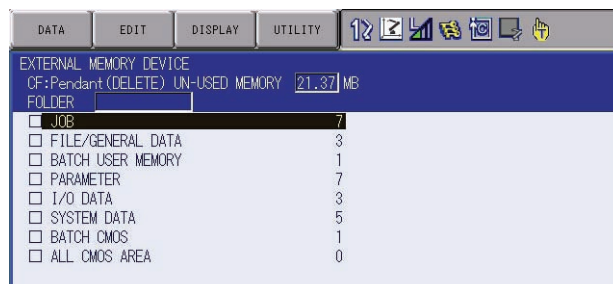 DATA EDIT DISPLAY UTILITY
EXTERNAL MEMORY DEVICE
CF:Pendant(DELETE) UN-USED MEMORY 21.37 MB
FOLDER
JOB 7
FILE/GENERAL DATA 3
BATCH USER MEMORY 1
PARAMETER 7
I/O DATA 3
SYSTEM DATA 5
BATCH CMOS 1
ALL CMOS AREA 0